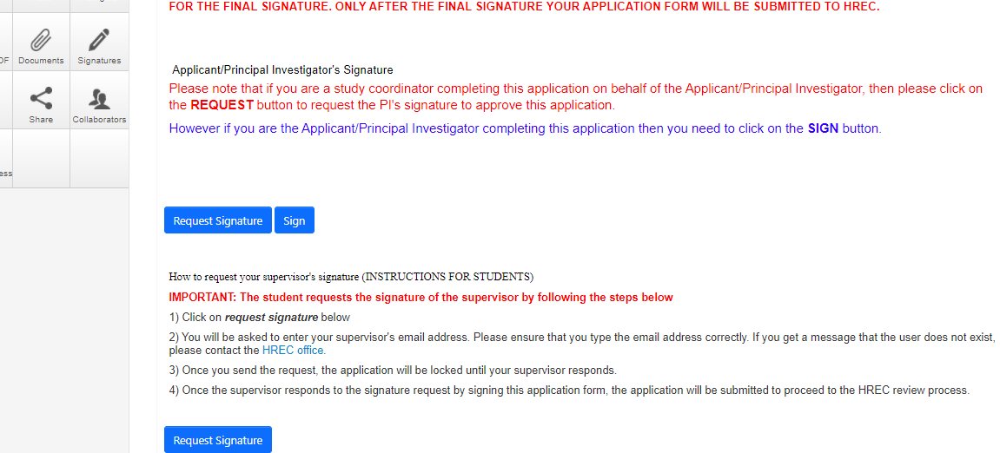 FOR THE FINAL SIGNATURE. ONLY AFTER THE FINAL SIGNATURE YOUR APPLICATION FORM WILL BE SUBMITTED TO HREC.
Documents
Signatures
Applicant/Principal Investigator's Signature
Please note that if you are a study coordinator completing this application on behalf of the Applicant/Principal Investigator, then please click on
the REQUEST button to request the PI's signature to approve this application.
Share
Collaborators
However if you are the Applicant/Principal Investigator completing this application then you need to click on the SIGN button.
Request Signature
Sign
How to request your supervisor's signature (INSTRUCTIONS FOR STUDENTS)
IMPORTANT: The student requests the signature of the supervisor by following the steps below
1) Click on request signature below
2) You will be asked to enter your supervisor's email address. Please ensure that you type the email address correctly. If you get a message that the user does not exist,
please contact the HREC office.
3) Once you send the request, the application will be locked until your supervisor responds.
4) Once the supervisor responds to the signature request by signing this application form, the application will be submitted to proceed to the HREC review process.
Request Signature